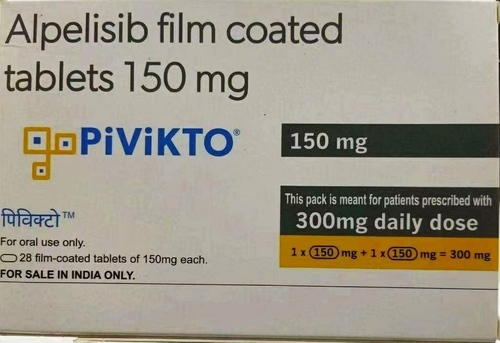 Alpelisib film coated
tablets 150 mg
PiViKTO®
150 mg
This pack is meant for patients prescribed with
300mg daily dose
1 x 150 mg + 1 x 150 mg = 300 mg
पिविक्टो™
For oral use only.
28 film-coated tablets of 150mg each.
FOR SALE IN INDIA ONLY.